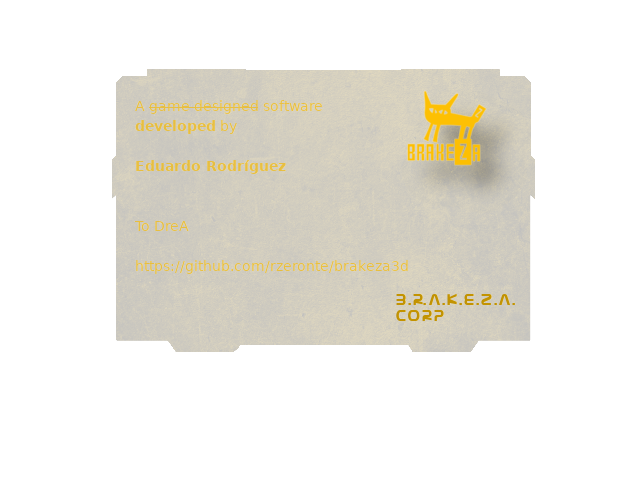 A game designed software
developed by
BRAKEZA
Eduardo Rodríguez
To DreA
https://github.com/rzeronte/brakeza3d
B.R.A.K.E.Z.A.
CORP